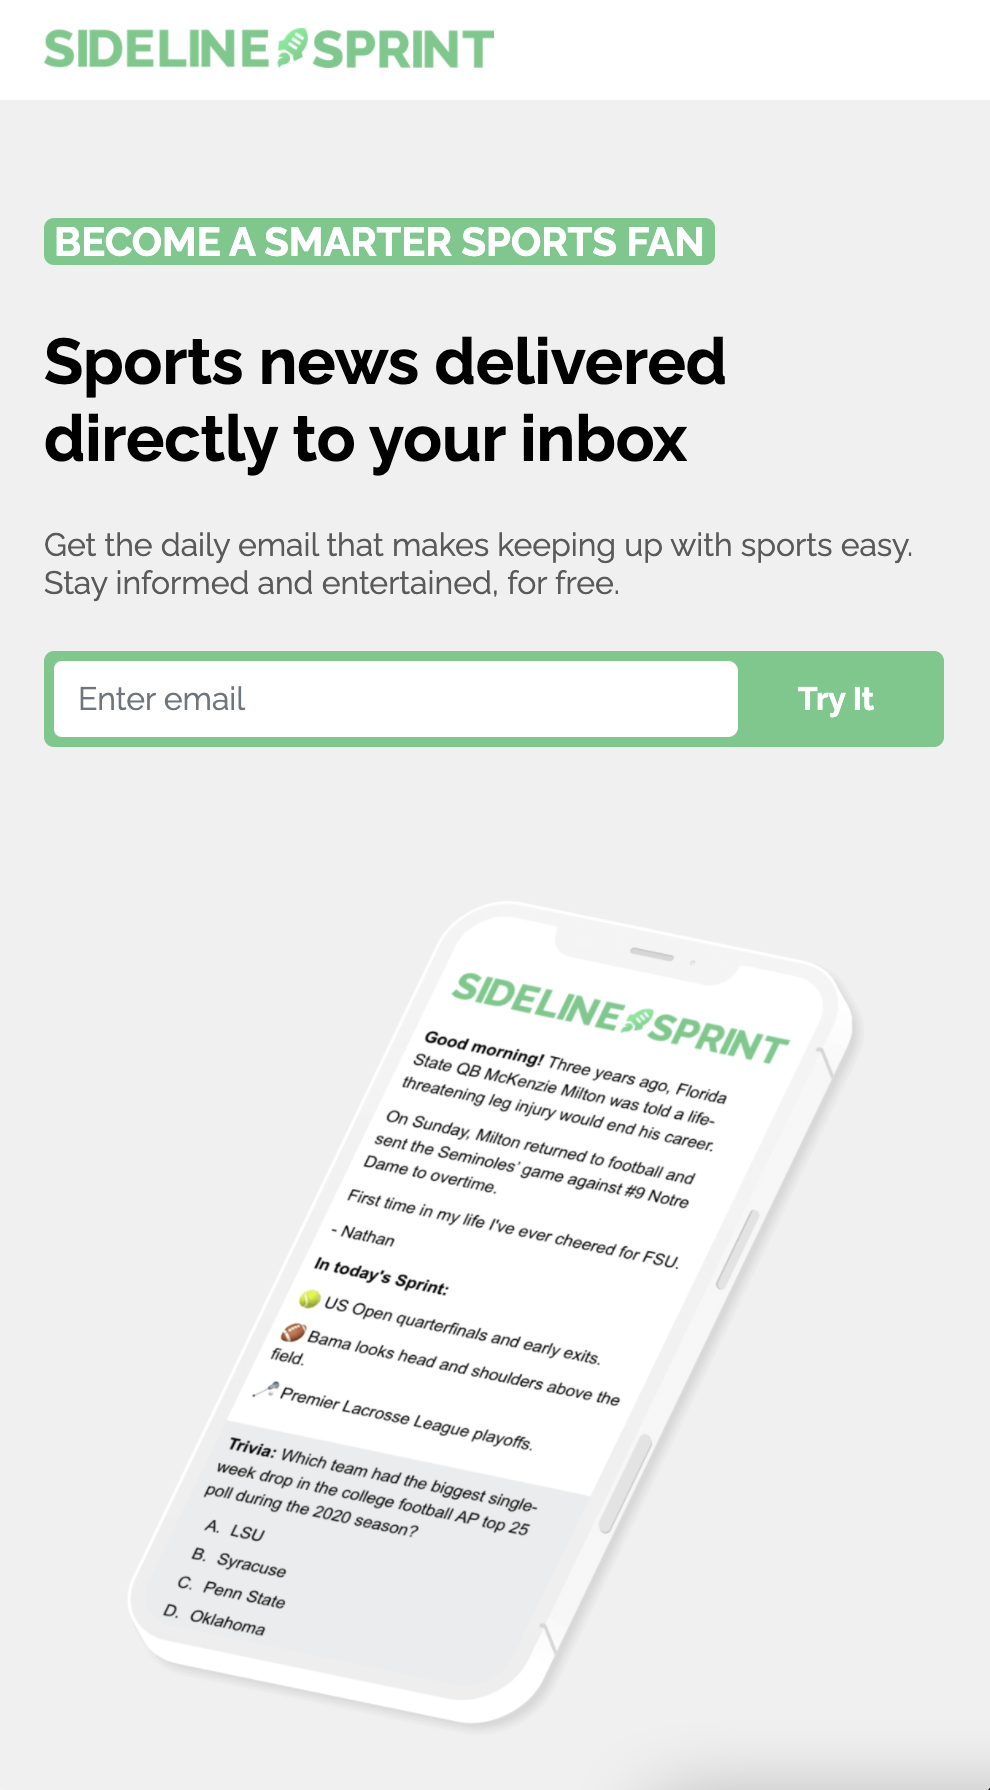 SIDELINE SPRINT
BECOME A SMARTER SPORTS FAN
Sports news delivered
directly to your inbox
Get the daily email that makes keeping up with sports easy.
Stay informed and entertained, for free.
Enter email
Try It
SIDELINE SPRINT
Good morning! Three years ago, Florida
State QB McKenzie Milton was told a life-
threatening leg injury would end his career.
On Sunday, Milton returned to football and
sent the Seminoles' game against #9 Notre
Dame to overtime.
First time in my life I've ever cheered for FSU.
- Nathan
In today's Sprint:
🎾 US Open quarterfinals and early exits.
🏈 Bama looks head and shoulders above the
field.
🥍 Premier Lacrosse League playoffs.
Trivia: Which team had the biggest single-
week drop in the college football AP top 25
poll during the 2020 season?
A. LSU
B. Syracuse
C. Penn State
D. Oklahoma